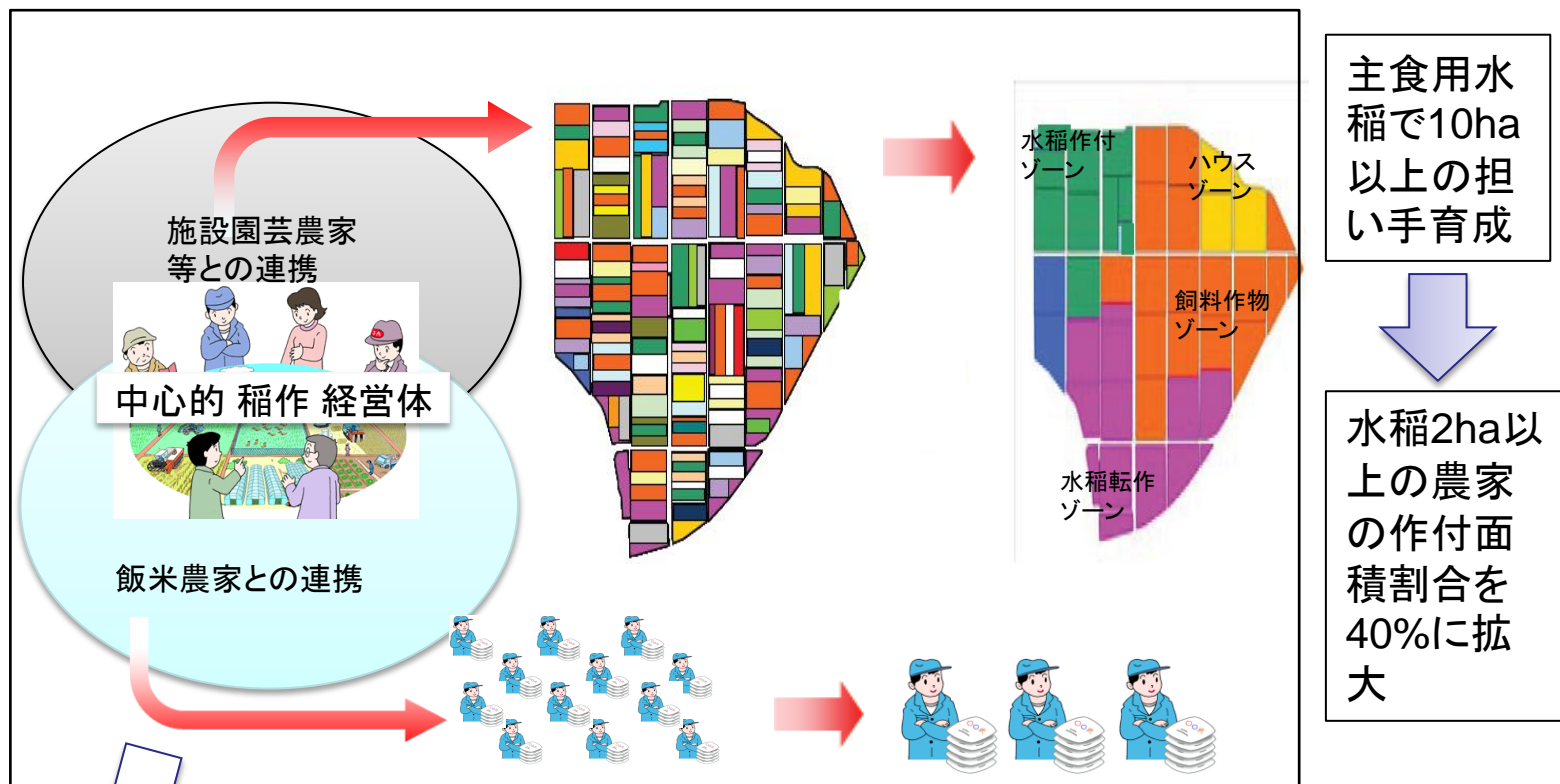 施設園芸農家
等との連携
中心的 稲作 経営体
飯米農家との連携
水稲作付
ゾーン
ハウス
ゾーン
飼料作物
ゾーン
水稲転作
ゾーン
主食用水
稲で10ha
以上の担
い手育成
水稲2ha以
上の農家
の作付面
積割合を
40%に拡
大